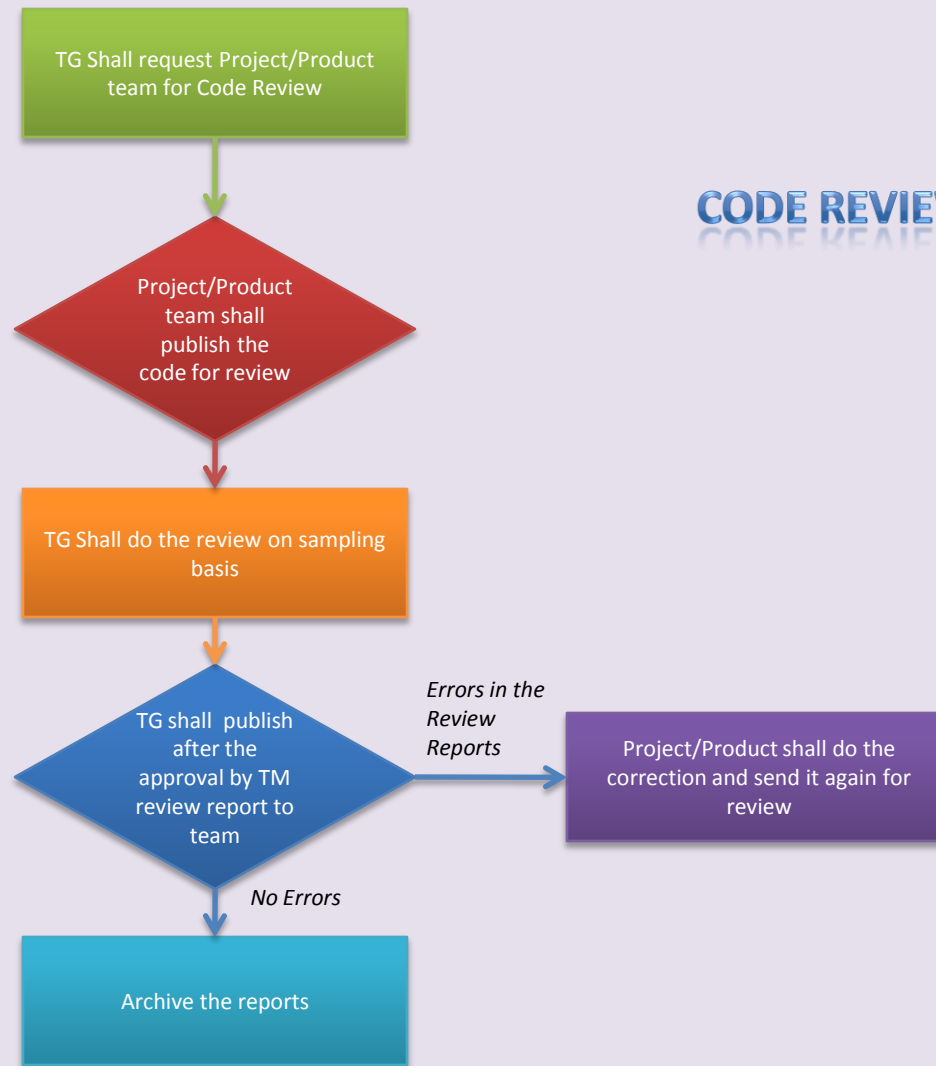 TG Shall request Project/Product
team for Code Review
CODE REVIEW
Project/Product
team shall
publish the
code for review
TG Shall do the review on sampling
basis
TG shall  publish
after the
approval by TM
review report to
team
Errors in the
Review
Reports
Project/Product shall do the
correction and send it again for
review
No Errors
Archive the reports